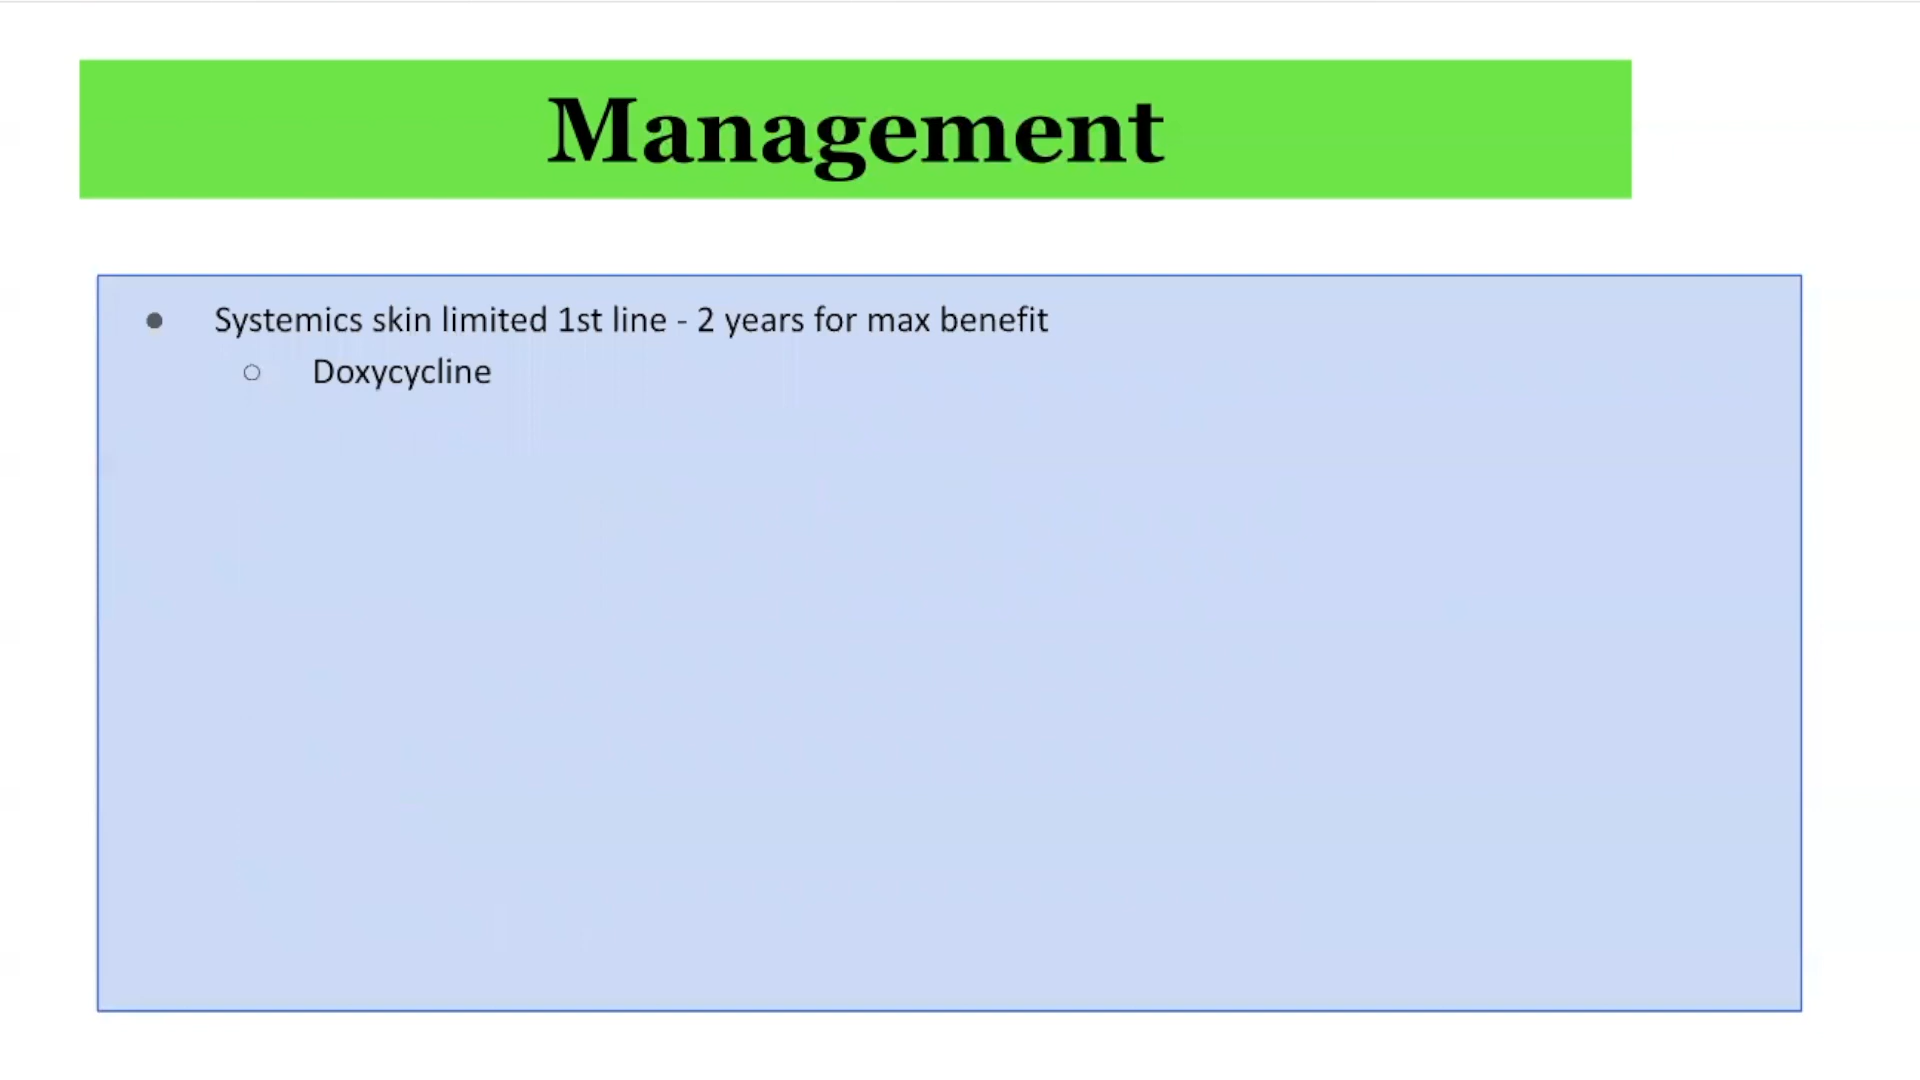 Management
● Systemics skin limited 1st line - 2 years for max benefit
○ Doxycycline